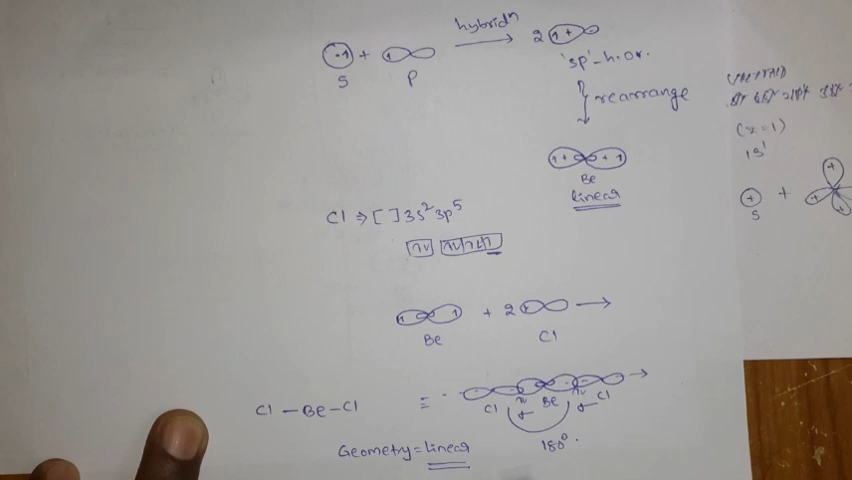 + hybridn 2
S P 'sp'-h.or.
rearrange
Be
linear
Cl ⇒ [ ] 3s² 3p⁵
+ 2
Be Cl
Cl – Be – Cl ≡ Cl Be Cl
180°.
Geometry = linear
(z=1)
1s¹
+
S